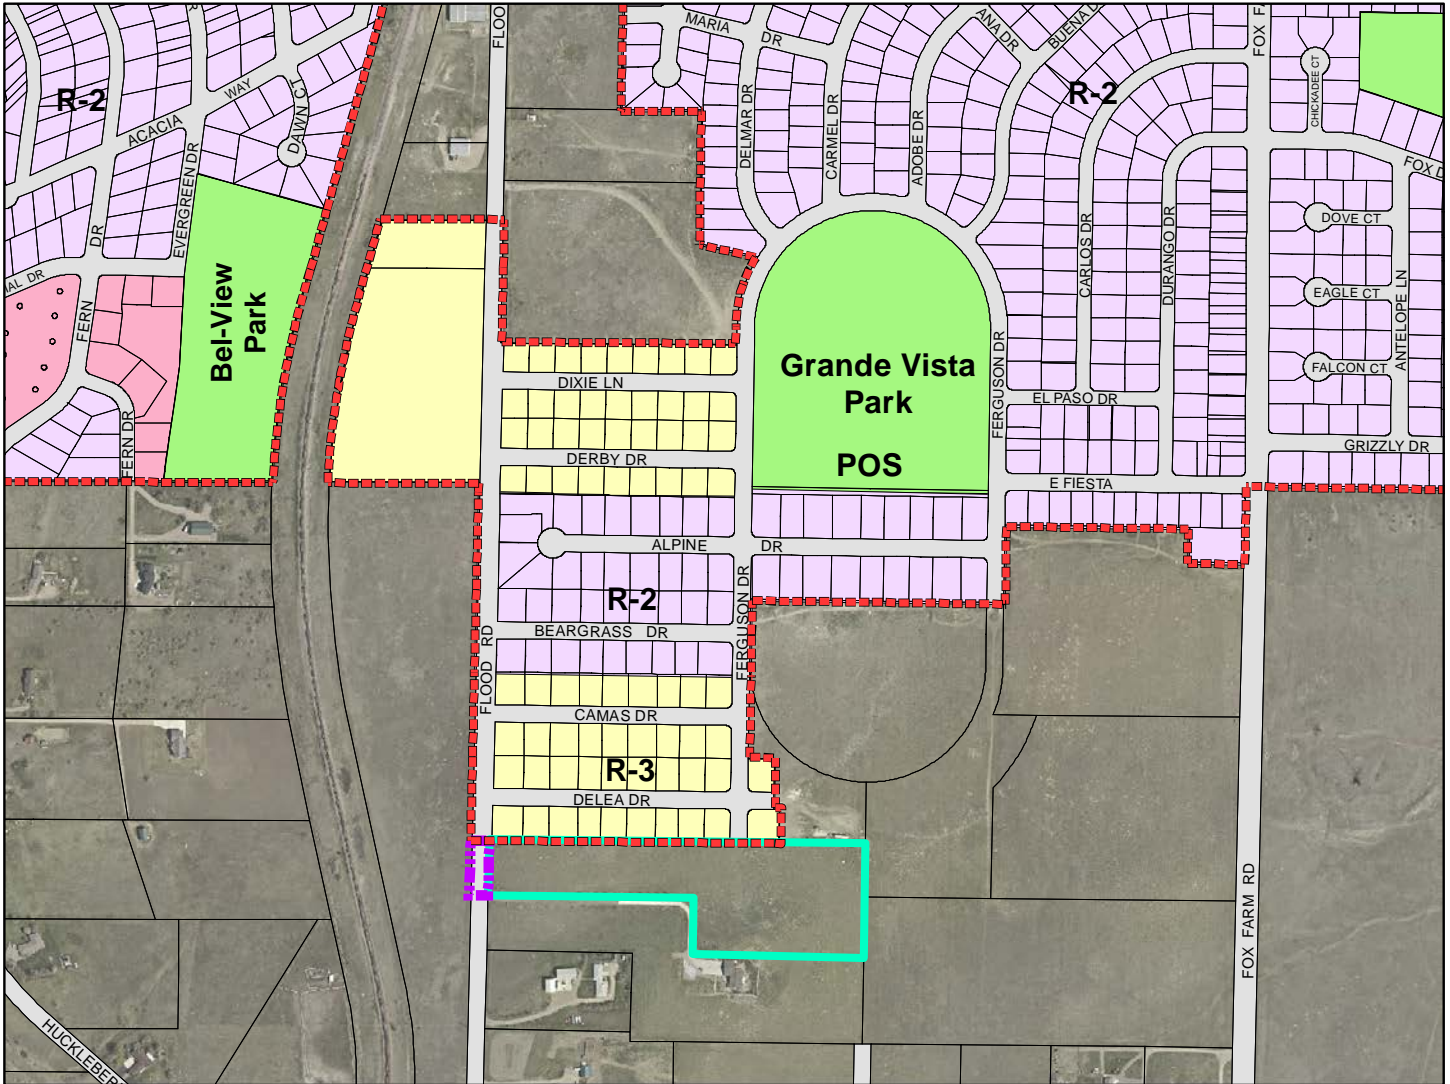 FLOO
MARIA DR
ANA DR
BUENA
FOX FA
CHICKADEE CT
R-2
WAY
ACACIA
DAWN CT
DELMAR DR
CARMEL DR
ADOBE DR
R-2
EVERGREEN DR
FOX
DOVE CT
DR
CARLOS DR
DURANGO DR
IAL DR
FERN
Bel-View
Park
EAGLE CT
ANTELOPE LN
FERGUSON DR
Grande Vista
Park
FALCON CT
DIXIE LN
EL PASO DR
FERN DR
GRIZZLY DR
DERBY DR
POS
E FIESTA
ALPINE DR
R-2
FERGUSON DR
BEARGRASS DR
FLOOD RD
CAMAS DR
R-3
DELEA DR
FOX FARM RD
HUCKLEBER